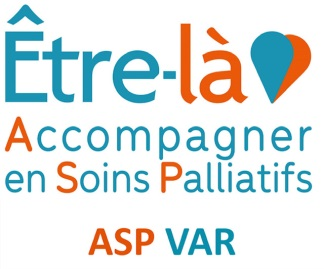 Être-là
Accompagner
en Soins Palliatifs
ASP VAR